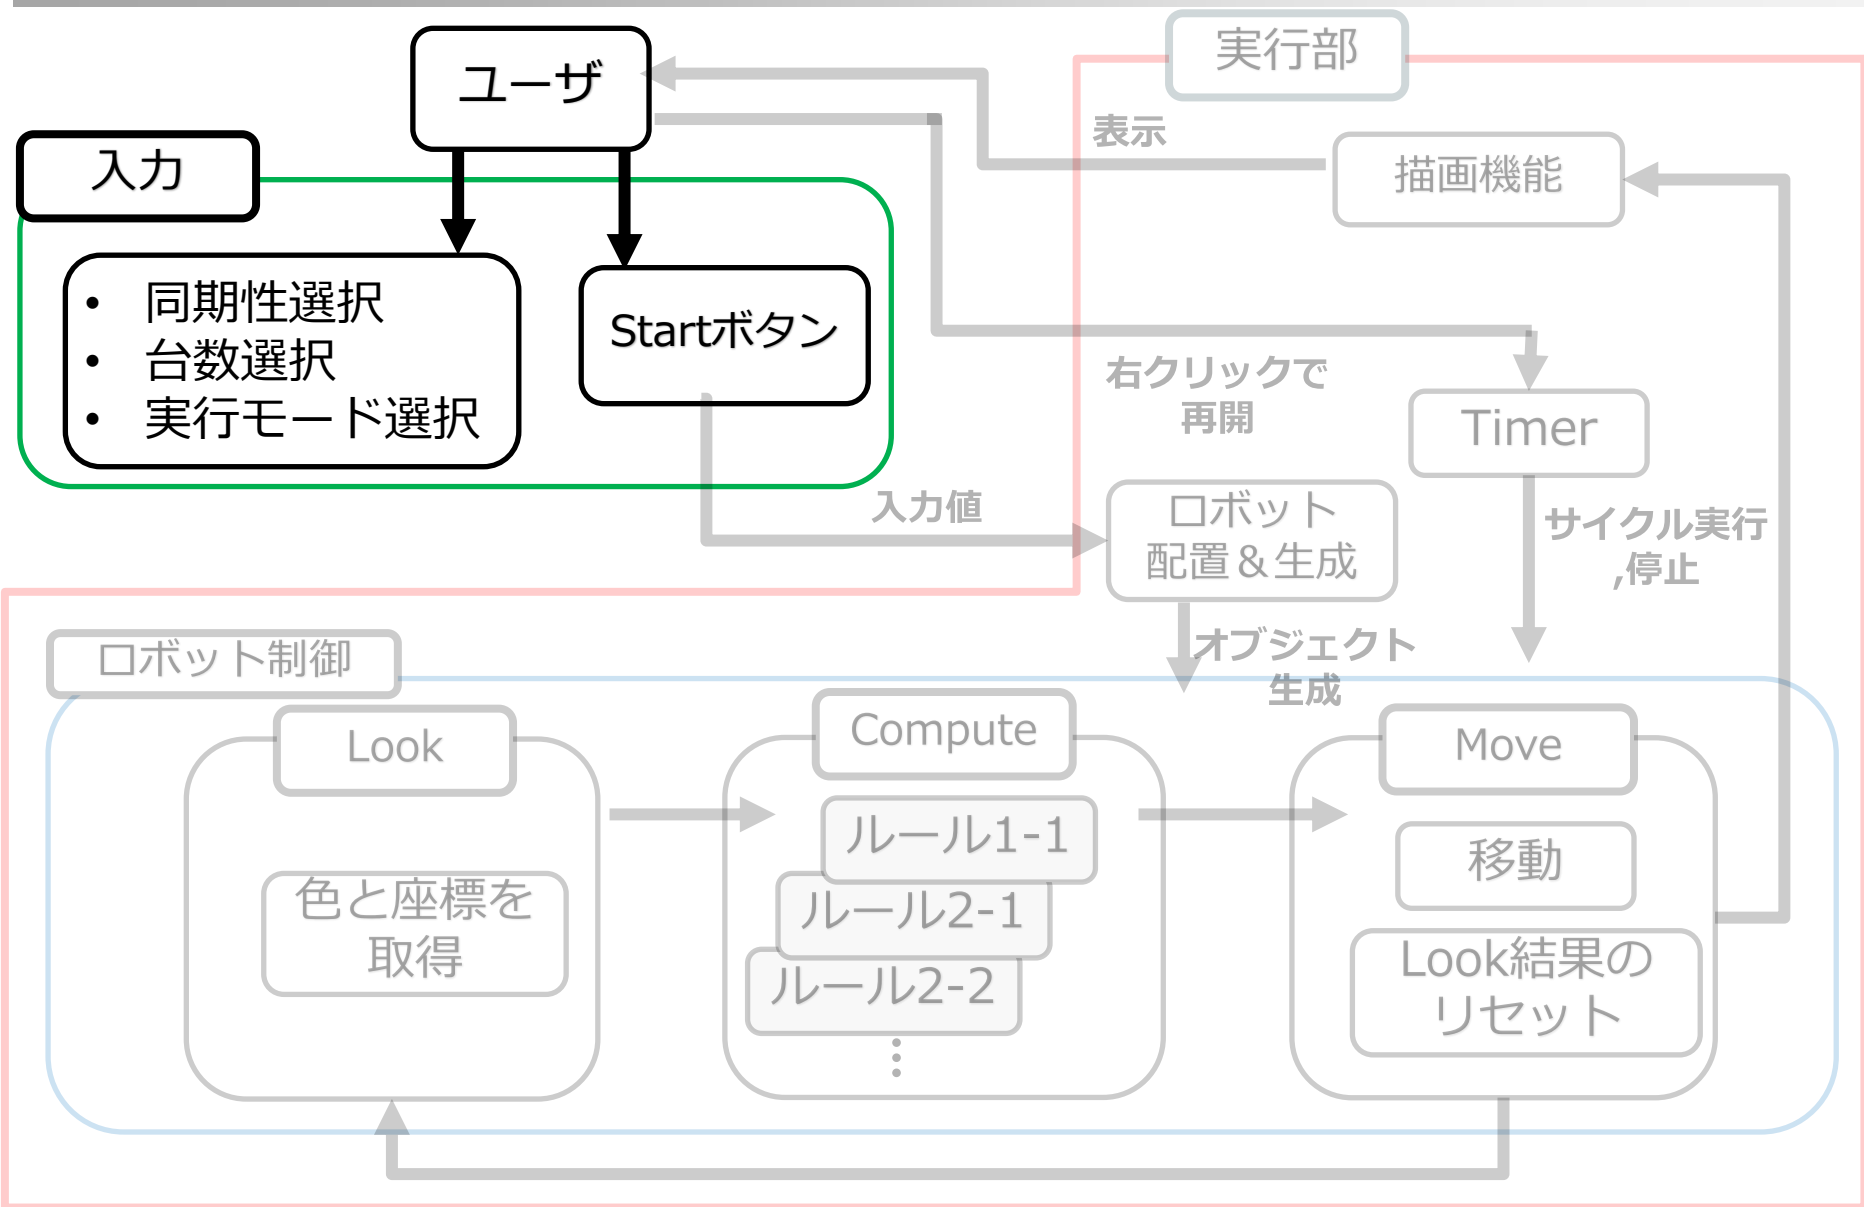 実行部
ユーザ
表示
入力
描画機能
• 同期性選択
• 台数選択
• 実行モード選択
Startボタン
右クリックで
再開
Timer
入力値
ロボット
配置＆生成
サイクル実行
,停止
オブジェクト
生成
ロボット制御
Look
色と座標を
取得
Compute
ルール1-1
ルール2-1
ルール2-2
⋮
Move
移動
Look結果の
リセット